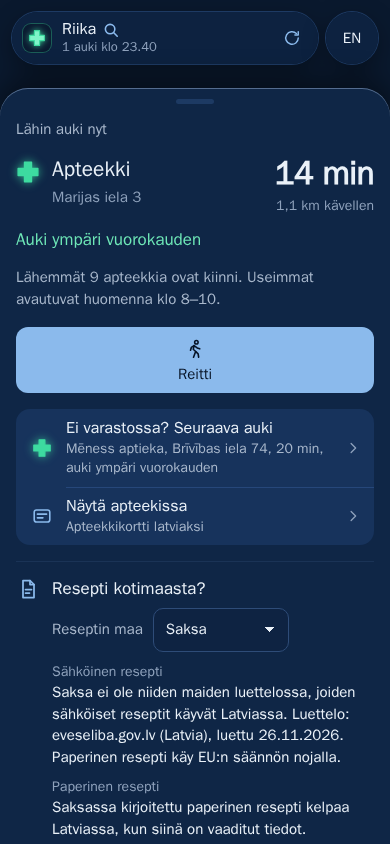 Riika
1 auki klo 23.40
EN
Lähin auki nyt
Apteekki
14 min
Marijas iela 3
1,1 km kävellen
Auki ympäri vuorokauden
Lähemmät 9 apteekkia ovat kiinni. Useimmat
avautuvat huomenna klo 8–10.
Reitti
Ei varastossa? Seuraava auki
Mēness aptieka, Brīvības iela 74, 20 min,
auki ympäri vuorokauden
Näytä apteekissa
Apteekkikortti latviaksi
Resepti kotimaasta?
Reseptin maa
Saksa
Sähköinen resepti
Saksa ei ole niiden maiden luettelossa, joiden
sähköiset reseptit käyvät Latviassa. Luettelo:
eveseliba.gov.lv (Latvia), luettu 26.11.2026.
Paperinen resepti käy EU:n säännön nojalla.
Paperinen resepti
Saksassa kirjoitettu paperinen resepti kelpaa
Latviassa, kun siinä on vaaditut tiedot.